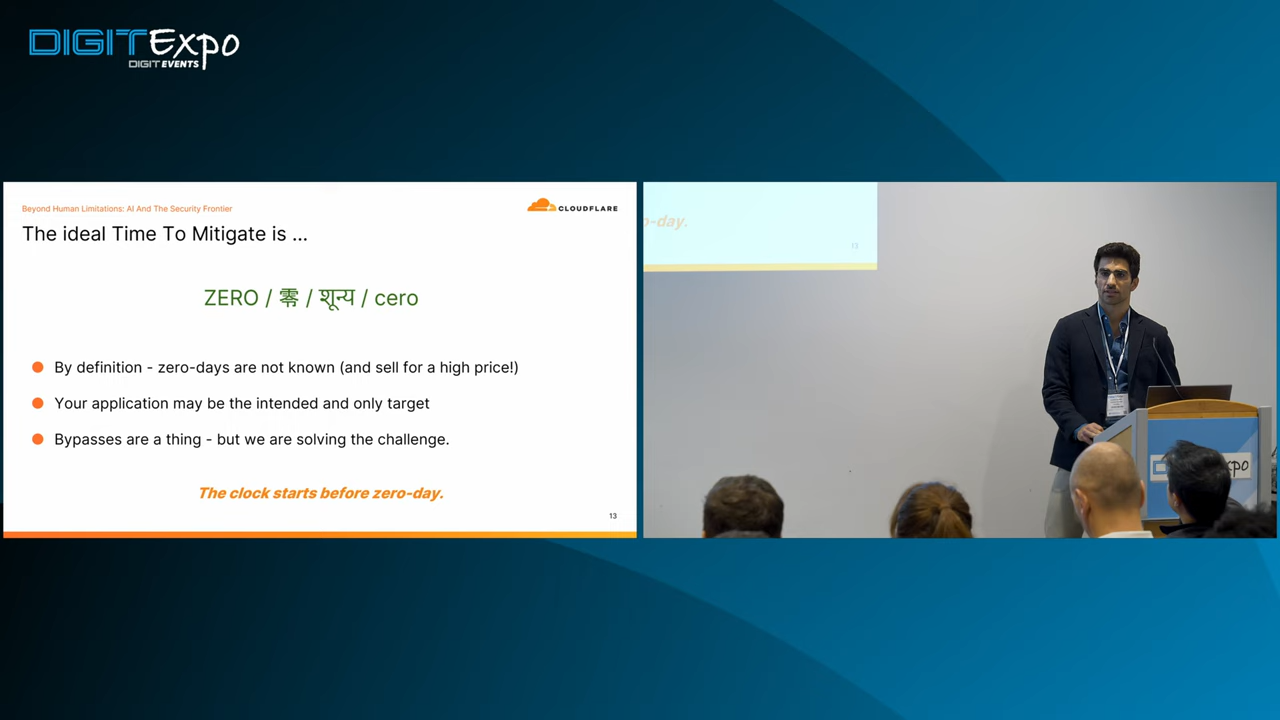 DIGIT Expo
DIGIT EVENTS
Beyond Human Limitations: AI And The Security Frontier
CLOUDFLARE
The ideal Time To Mitigate is ...
ZERO / 零 / शून्य / cero
By definition - zero-days are not known (and sell for a high price!)
Your application may be the intended and only target
Bypasses are a thing - but we are solving the challenge.
The clock starts before zero-day.
13
o-day.
13